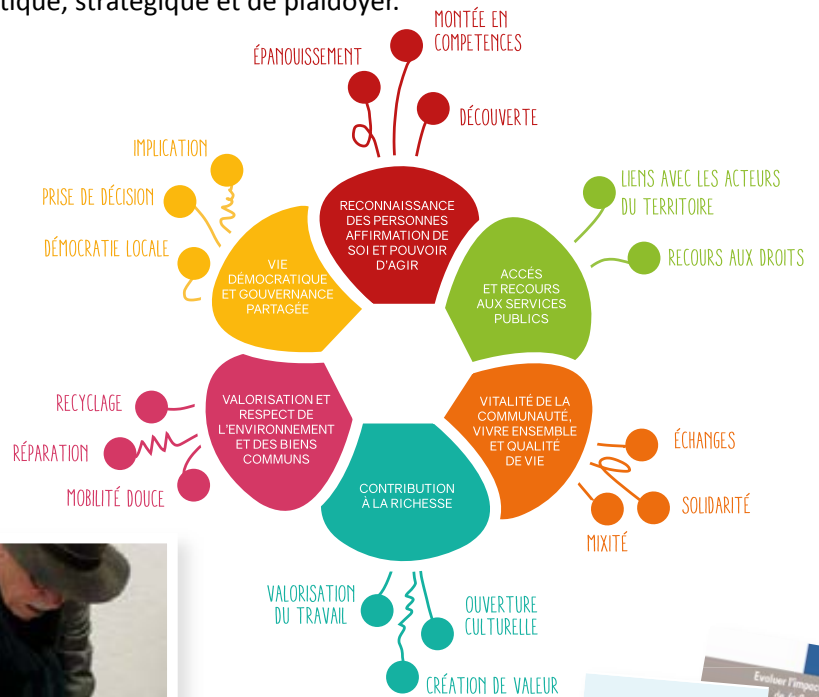 tique, stratégique et de plaidoyer.
MONTÉE EN
COMPETENCES
ÉPANOUISSEMENT
DÉCOUVERTE
IMPLICATION
PRISE DE DÉCISION
DÉMOCRATIE LOCALE
LIENS AVEC LES ACTEURS
DU TERRITOIRE
RECOURS AUX DROITS
RECONNAISSANCE
DES PERSONNES
AFFIRMATION DE
SOI ET POUVOIR
D'AGIR
VIE
DÉMOCRATIQUE
ET GOUVERNANCE
PARTAGÉE
ACCÉS
ET RECOURS
AUX SERVICES
PUBLICS
VALORISATION ET
RESPECT DE
L'ENVIRONNEMENT
ET DES BIENS
COMMUNS
VITALITÉ DE LA
COMMUNAUTÉ,
VIVRE ENSEMBLE
ET QUALITÉ
DE VIE
CONTRIBUTION
À LA RICHESSE
RECYCLAGE
RÉPARATION
MOBILITÉ DOUCE
ÉCHANGES
SOLIDARITÉ
MIXITÉ
VALORISATION
DU TRAVAIL
OUVERTURE
CULTURELLE
CRÉATION DE VALEUR
Evaluer l'impac